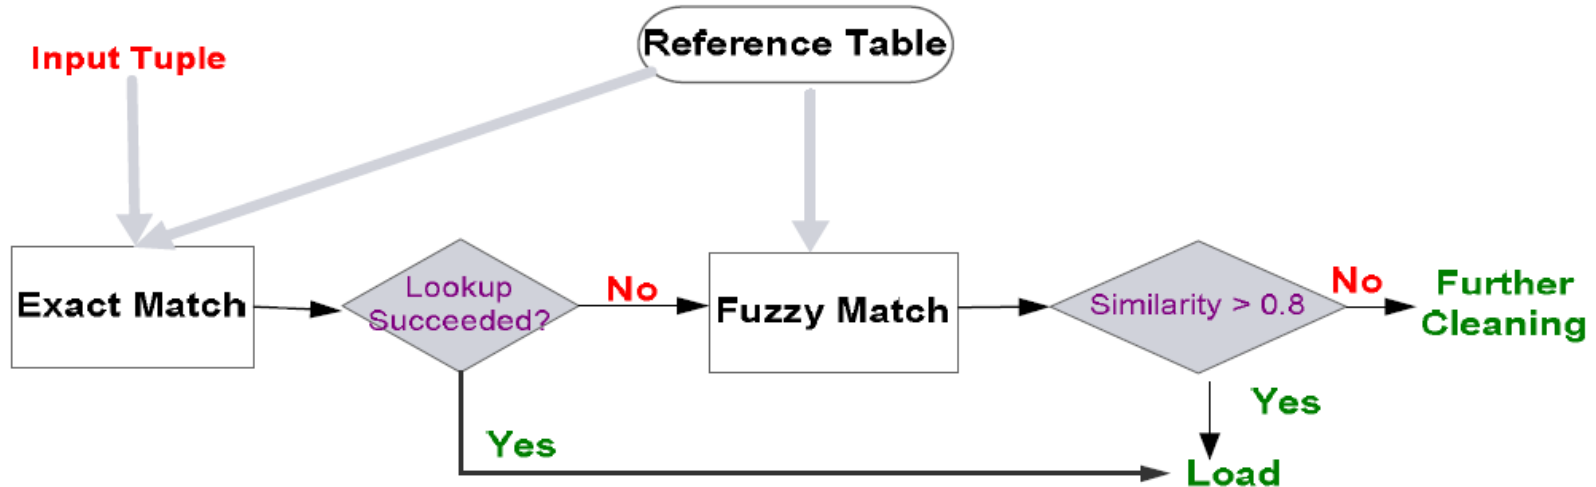 Input Tuple
Reference Table
Exact Match
Lookup
Succeeded?
No
Fuzzy Match
Similarity > 0.8
No
Further
Cleaning
Yes
Yes
Load